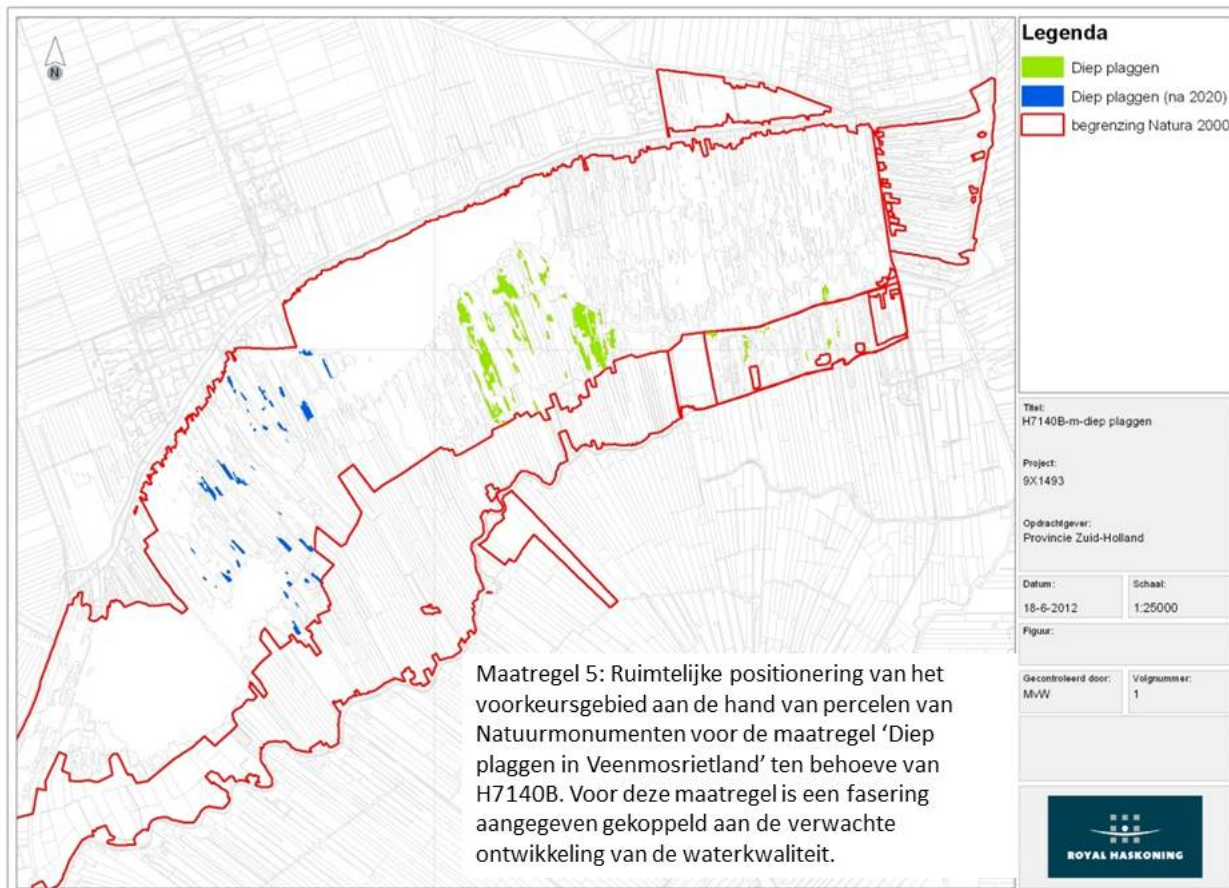 N
Legenda
Diep plaggen
Diep plaggen (na 2020)
begrenzing Natura 2000
Titel:
H7140B-m-diep plaggen
Project:
9X1493
Opdrachtgever:
Provincie Zuid-Holland
Datum:
18-6-2012
Schaal:
1:25000
Figuur:
Gecontroleerd door:
MvW
Volgnummer:
1
ROYAL HASKONING
Maatregel 5: Ruimtelijke positionering van het
voorkeursgebied aan de hand van percelen van
Natuurmonumenten voor de maatregel ‘Diep
plaggen in Veenmosrietland’ ten behoeve van
H7140B. Voor deze maatregel is een fasering
aangegeven gekoppeld aan de verwachte
ontwikkeling van de waterkwaliteit.